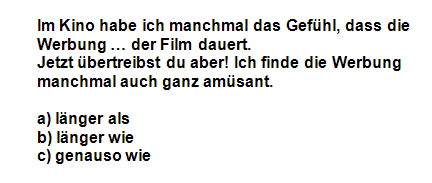 Im Kino habe ich manchmal das Gefühl, dass die
Werbung … der Film dauert.
Jetzt übertreibst du aber! Ich finde die Werbung
manchmal auch ganz amüsant.
a) länger als
b) länger wie
c) genauso wie